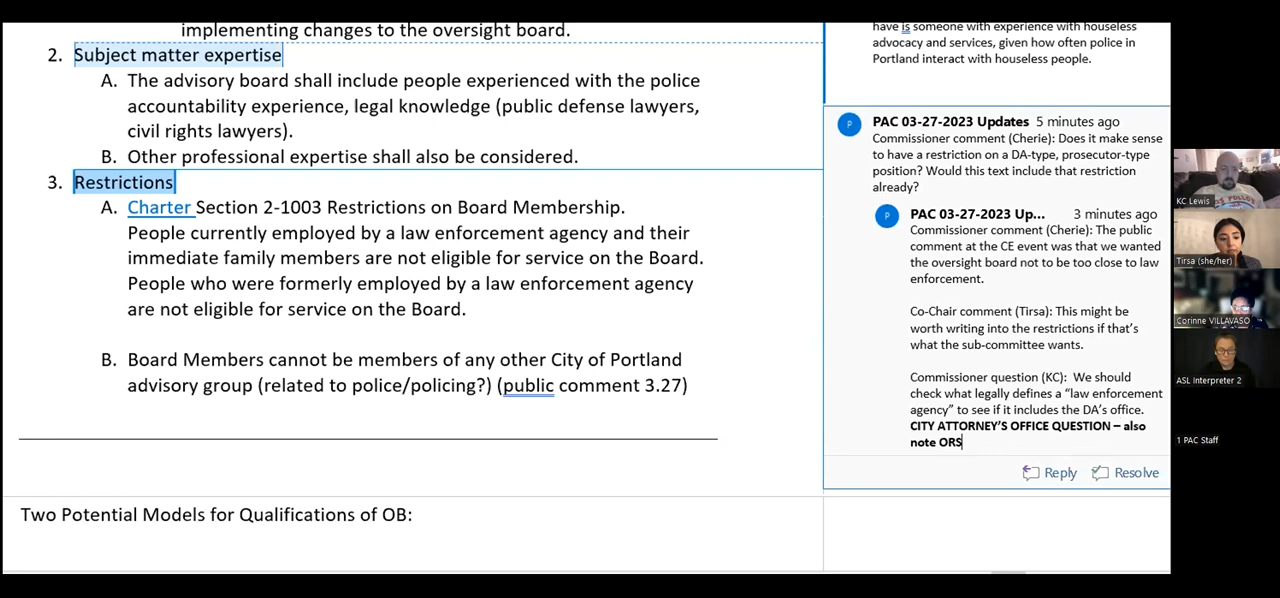 implementing changes to the oversight board.
2. Subject matter expertise
A. The advisory board shall include people experienced with the police
accountability experience, legal knowledge (public defense lawyers,
civil rights lawyers).
B. Other professional expertise shall also be considered.
3. Restrictions
A. Charter Section 2-1003 Restrictions on Board Membership.
People currently employed by a law enforcement agency and their
immediate family members are not eligible for service on the Board.
People who were formerly employed by a law enforcement agency
are not eligible for service on the Board.
B. Board Members cannot be members of any other City of Portland
advisory group (related to police/policing?) (public comment 3.27)
Two Potential Models for Qualifications of OB:
have is someone with experience with houseless
advocacy and services, given how often police in
Portland interact with houseless people.
P
PAC 03-27-2023 Updates 5 minutes ago
Commissioner comment (Cherie): Does it make sense
to have a restriction on a DA-type, prosecutor-type
position? Would this text include that restriction
already?
P
PAC 03-27-2023 Up... 3 minutes ago
Commissioner comment (Cherie): The public
comment at the CE event was that we wanted
the oversight board not to be too close to law
enforcement.
Co-Chair comment (Tirsa): This might be
worth writing into the restrictions if that's
what the sub-committee wants.
Commissioner question (KC): We should
check what legally defines a "law enforcement
agency" to see if it includes the DA's office.
CITY ATTORNEY'S OFFICE QUESTION – also
note ORS
Reply Resolve
KC Lewis
Tirsa (she/her)
Corinne VILLAVASO
ASL Interpreter 2
1 PAC Staff